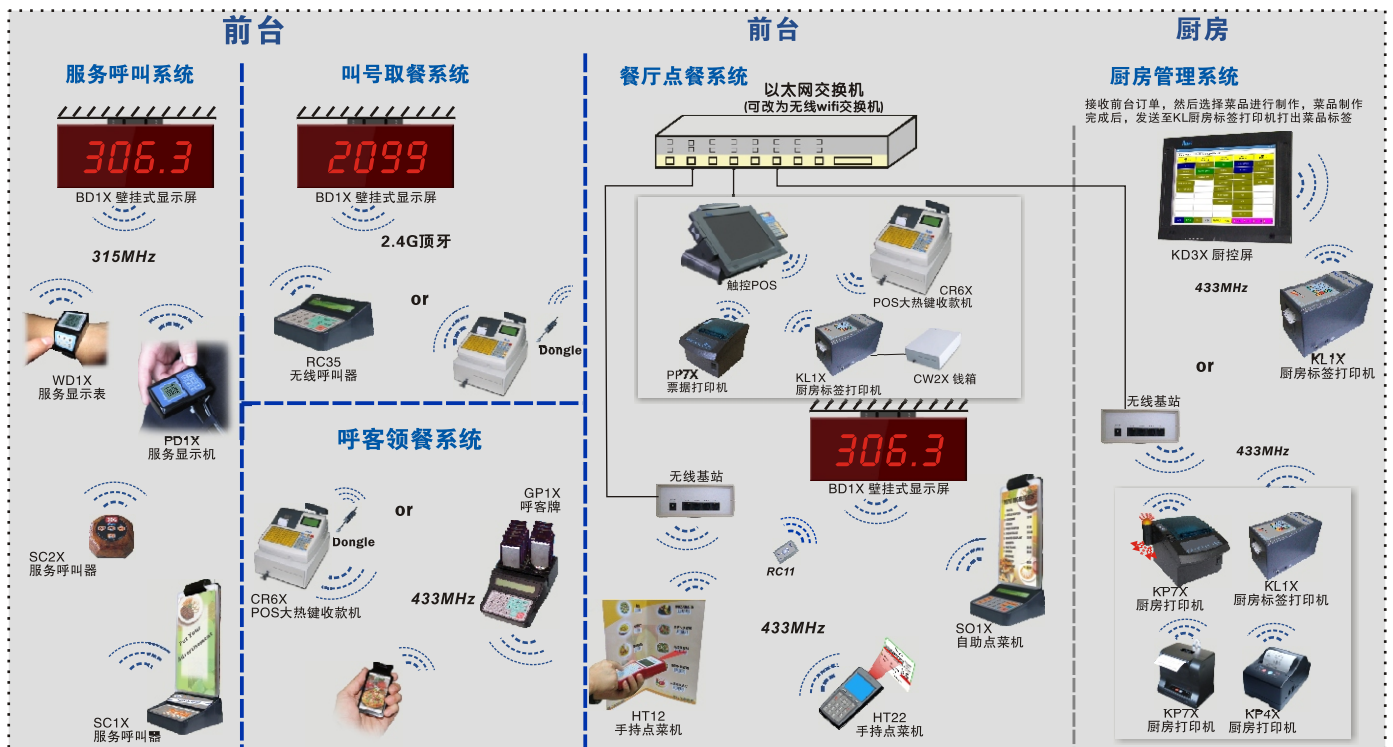 前台
服务呼叫系统
306.3
BD1X 壁挂式显示屏
315MHz
WD1X
服务显示表
PD1X
服务显示机
SC2X
服务呼叫器
Put Your
Advertisement
SC1X
服务呼叫器
叫号取餐系统
2099
BD1X 壁挂式显示屏
2.4G顶牙
RC35
无线呼叫器
or
Dongle
呼客领餐系统
Dongle
CR6X
POS大热键收款机
or
GP1X
呼客牌
433MHz
前台
餐厅点餐系统
以太网交换机
(可改为无线wifi交换机)
触控POS
CR6X
POS大热键收款机
PP7X
票据打印机
KL1X
厨房标签打印机
CW2X 钱箱
无线基站
306.3
BD1X 壁挂式显示屏
RC11
433MHz
SO1X
自助点菜机
HT12
手持点菜机
HT22
手持点菜机
厨房
厨房管理系统
接收前台订单，然后选择菜品进行制作，菜品制作
完成后，发送至KL厨房标签打印机打出菜品标签
KD3X 厨控屏
433MHz
KL1X
厨房标签打印机
or
无线基站
433MHz
KP7X
厨房打印机
KL1X
厨房标签打印机
KP7X
厨房打印机
KP4X
厨房打印机